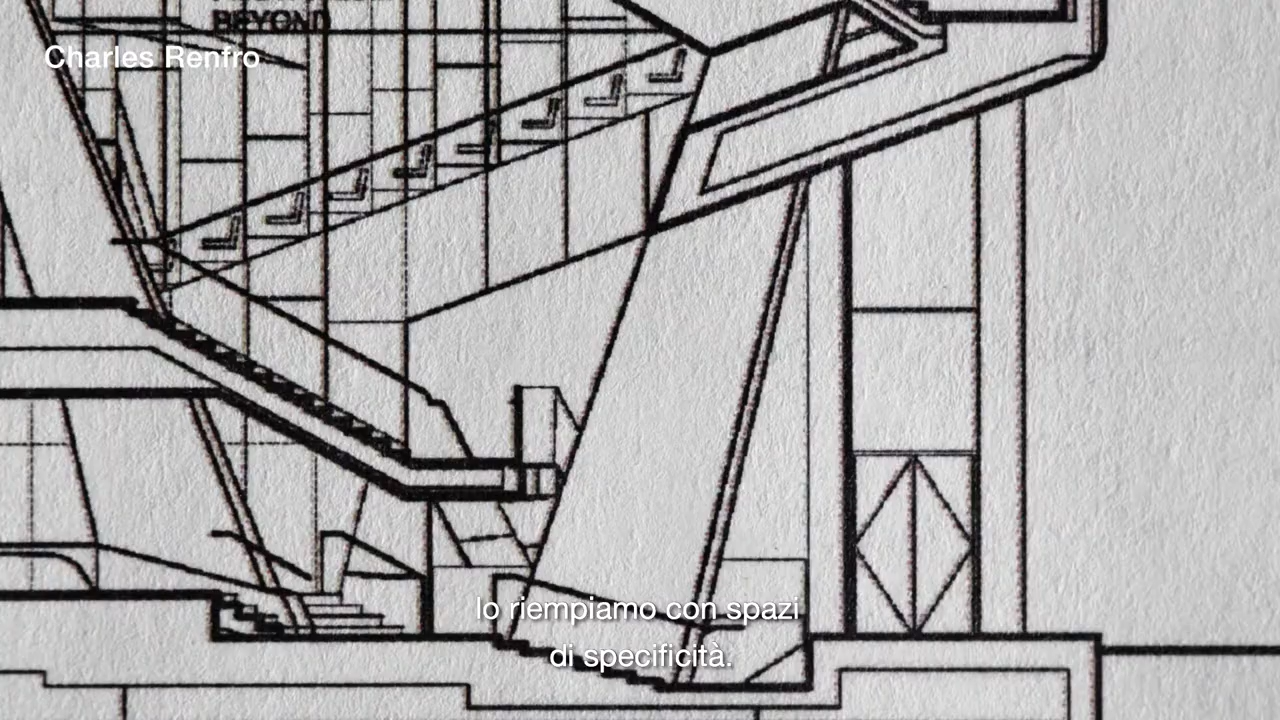 BEYOND
Charles Renfro
lo riempiamo con spazi
di specificità.